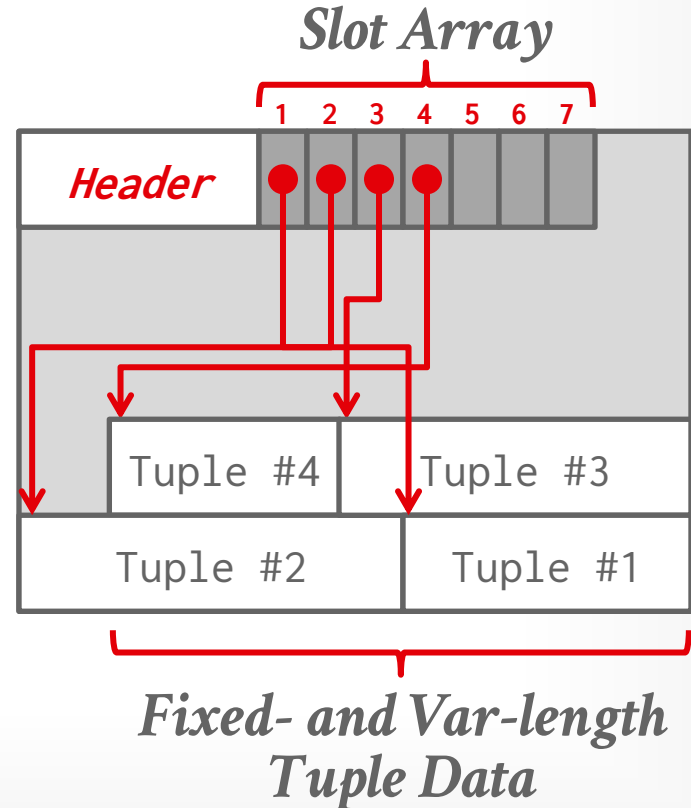 Slot Array
1 2 3 4 5 6 7
Header
Tuple #4 Tuple #3
Tuple #2 Tuple #1
Fixed- and Var-length
Tuple Data